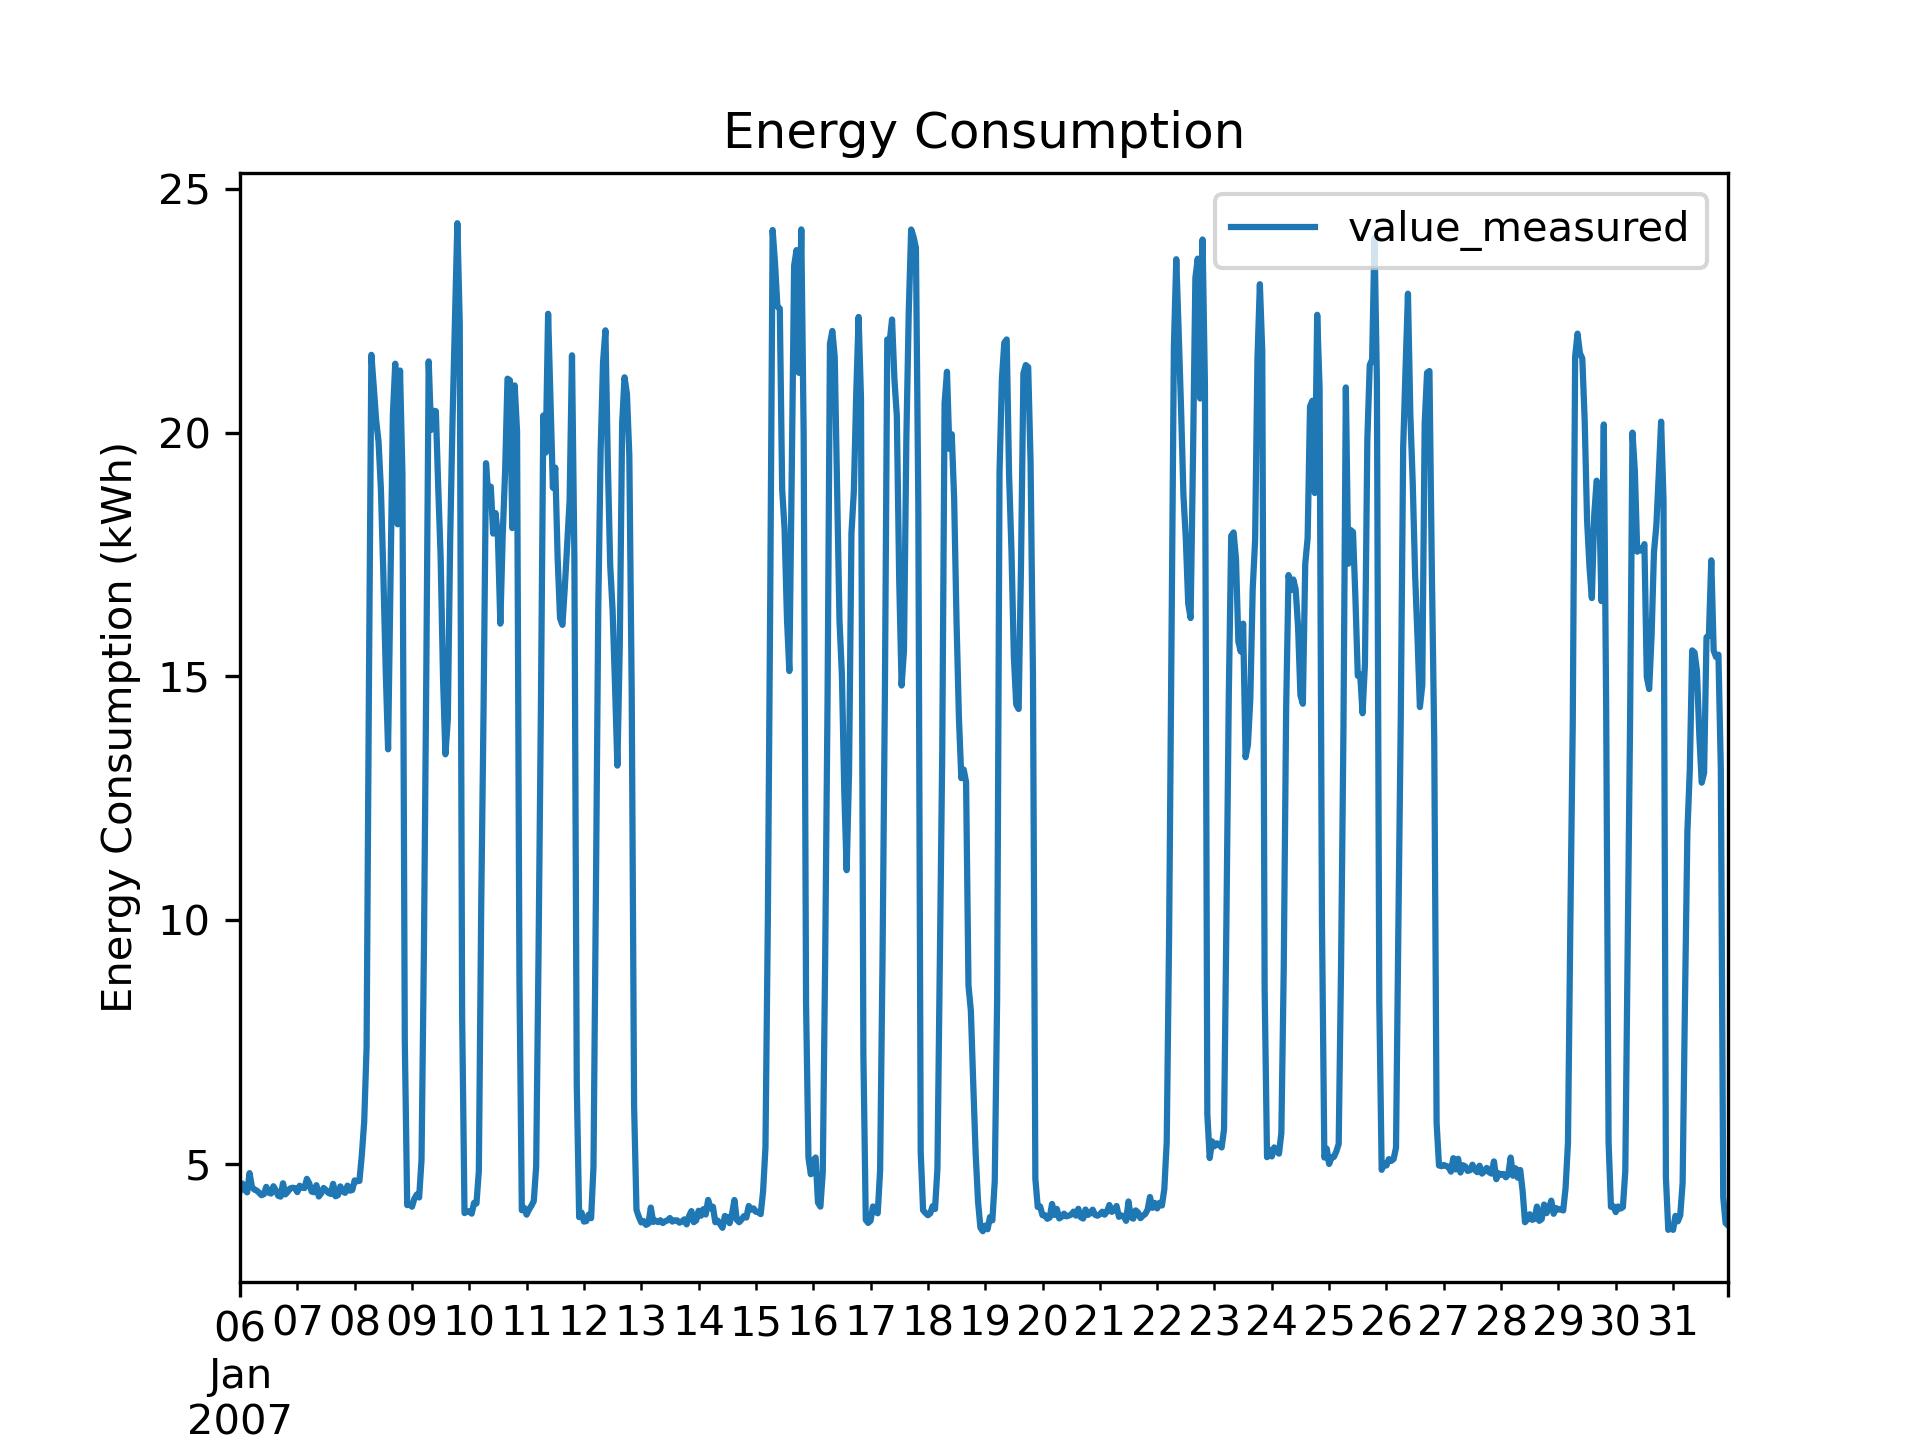 Energy Consumption
value_measured
Energy Consumption (kWh)
25
20
15
10
5
06 07 08 09 10 11 12 13 14 15 16 17 18 19 20 21 22 23 24 25 26 27 28 29 30 31
Jan
2007